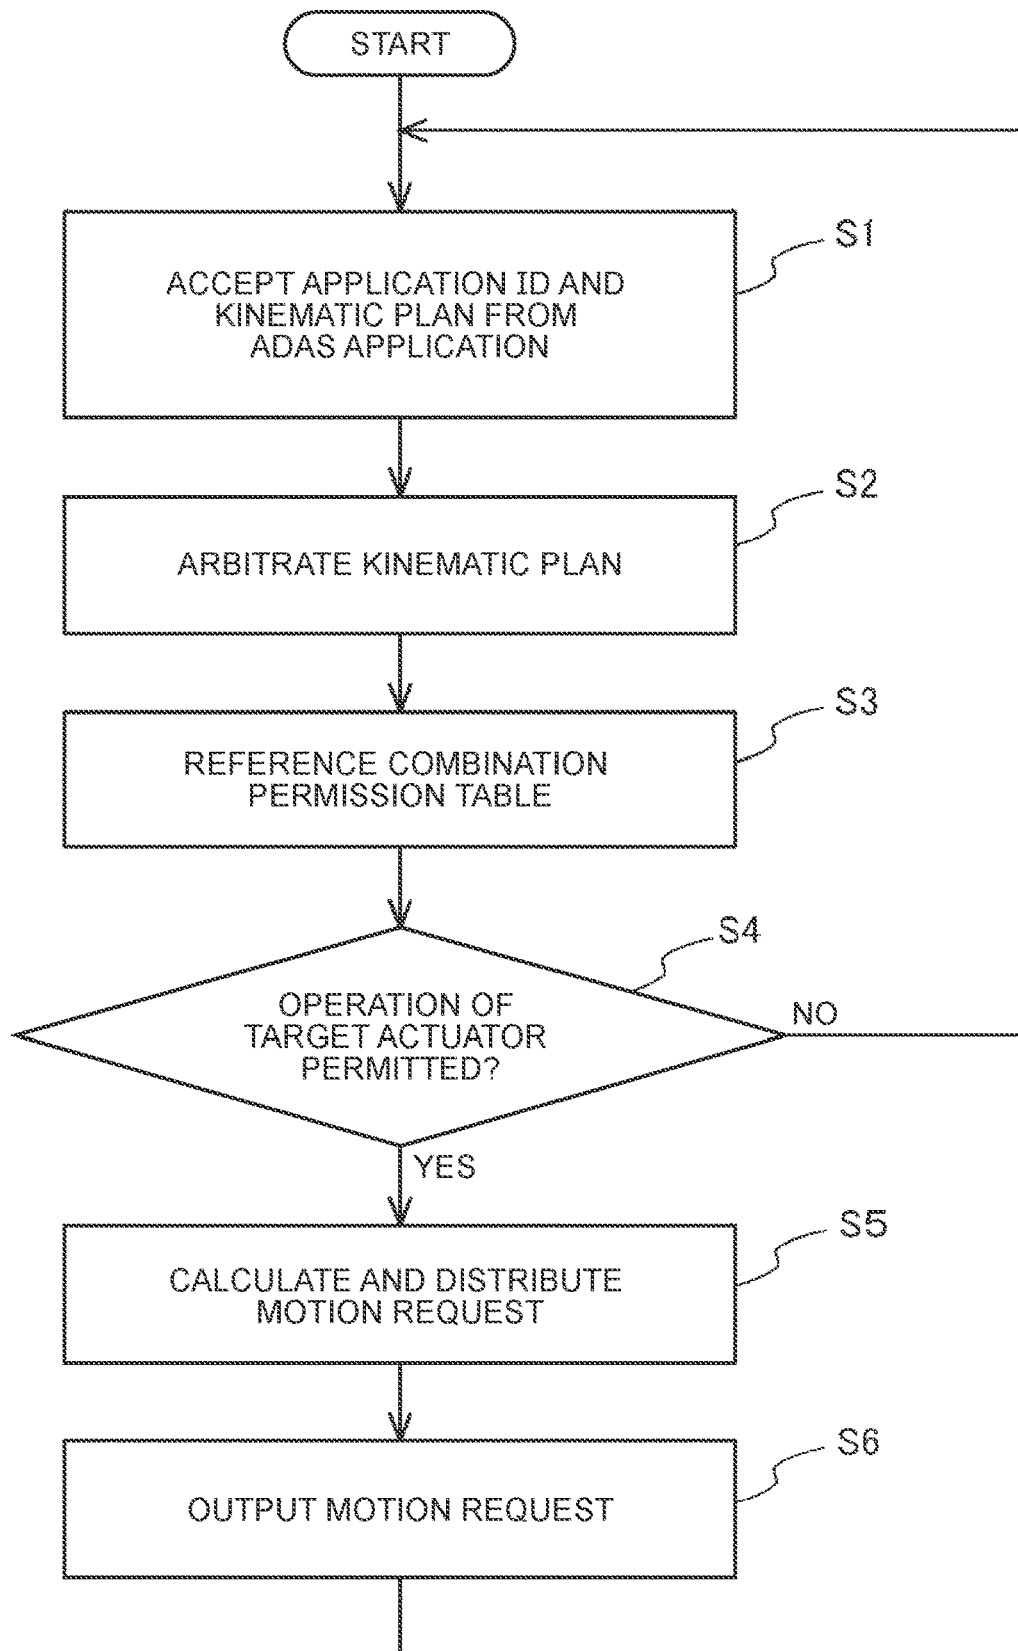 START
S1
ACCEPT APPLICATION ID AND
KINEMATIC PLAN FROM
ADAS APPLICATION
S2
ARBITRATE KINEMATIC PLAN
S3
REFERENCE COMBINATION
PERMISSION TABLE
S4
OPERATION OF
TARGET ACTUATOR
PERMITTED?
NO
YES
S5
CALCULATE AND DISTRIBUTE
MOTION REQUEST
S6
OUTPUT MOTION REQUEST